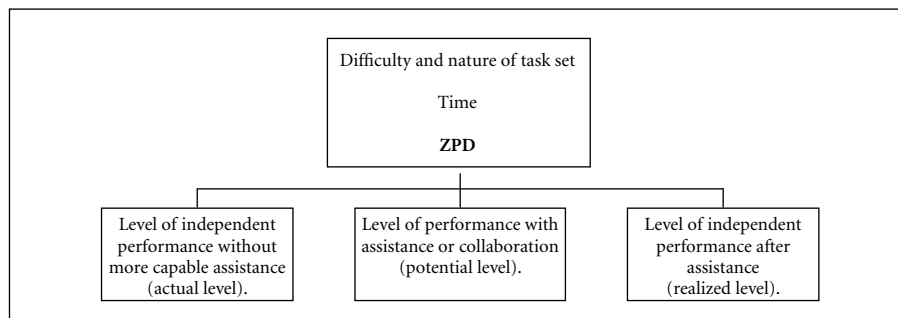 Difficulty and nature of task set
Time
ZPD
Level of independent
performance without
more capable assistance
(actual level).
Level of performance with
assistance or collaboration
(potential level).
Level of independent
performance after
assistance
(realized level).